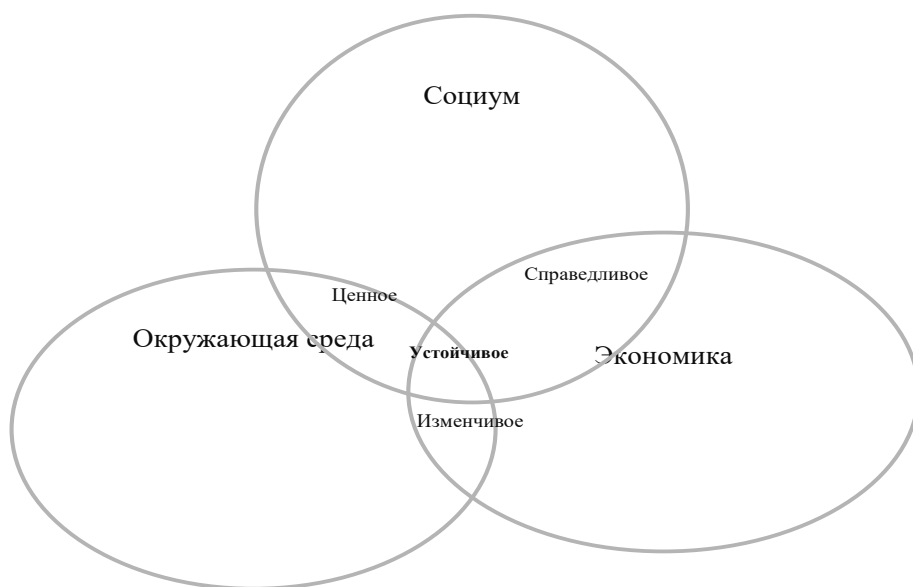 Социум
Справедливое
Ценное
Окружающая среда
Устойчивое
Экономика
Изменчивое